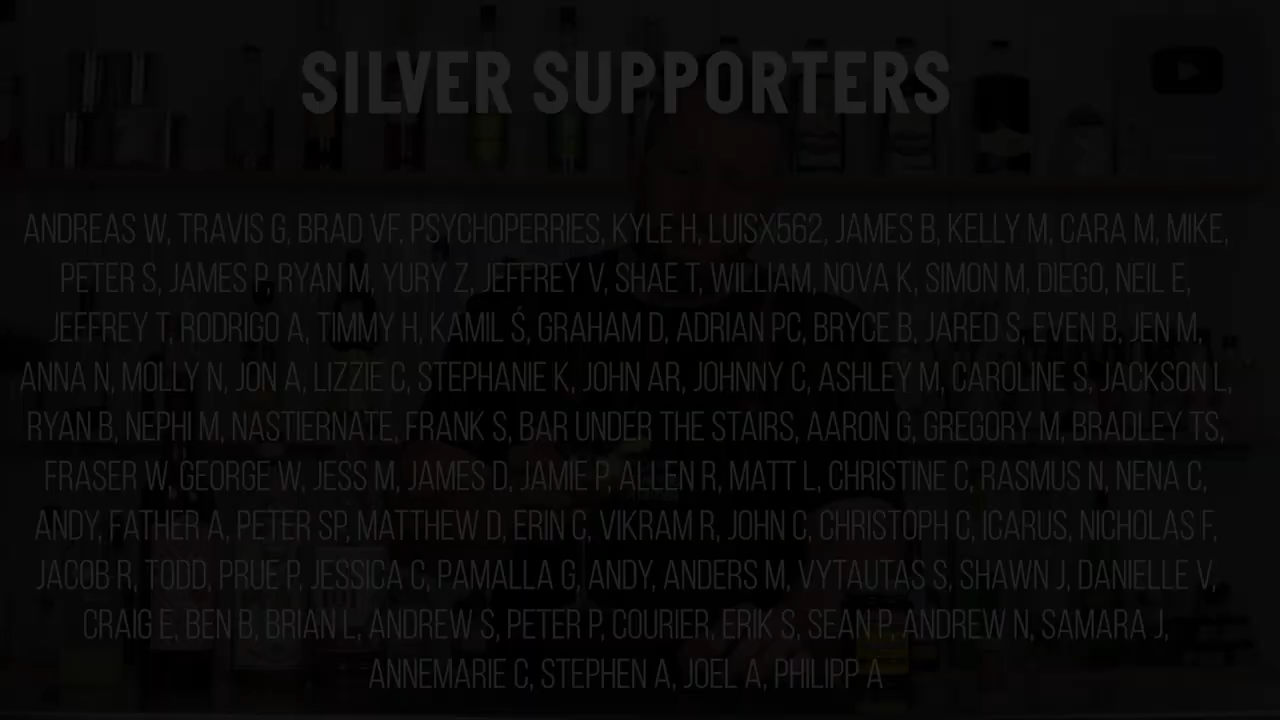 SILVER SUPPORTERS
ANDREAS W, TRAVIS G, BRAD VF, PSYCHOPERRIES, KYLE H, LUISX562, JAMES B, KELLY M, CARA M, MIKE,
PETER S, JAMES P, RYAN M, YURY Z, JEFFREY V, SHAE T, WILLIAM, NOVA K, SIMON M, DIEGO, NEIL E,
JEFFREY T, RODRIGO A, TIMMY H, KAMIL Ś, GRAHAM D, ADRIAN PC, BRYCE B, JARED S, EVEN B, JEN M,
ANNA N, MOLLY N, JON A, LIZZIE C, STEPHANIE K, JOHN AR, JOHNNY C, ASHLEY M, CAROLINE S, JACKSON L,
RYAN B, NEPHI M, NASTIERNATE, FRANK S, BAR UNDER THE STAIRS, AARON G, GREGORY M, BRADLEY TS,
FRASER W, GEORGE W, JESS M, JAMES D, JAMIE P, ALLEN R, MATT L, CHRISTINE C, RASMUS N, NENA C,
ANDY, FATHER A, PETER SP, MATTHEW D, ERIN C, VIKRAM R, JOHN C, CHRISTOPH C, ICARUS, NICHOLAS F,
JACOB R, TODD, PRUE P, JESSICA C, PAMALLA G, ANDY, ANDERS M, VYTAUTAS S, SHAWN J, DANIELLE V,
CRAIG E, BEN B, BRIAN L, ANDREW S, PETER P, COURIER, ERIK S, SEAN P, ANDREW N, SAMARA J,
ANNEMARIE C, STEPHEN A, JOEL A, PHILIPP A